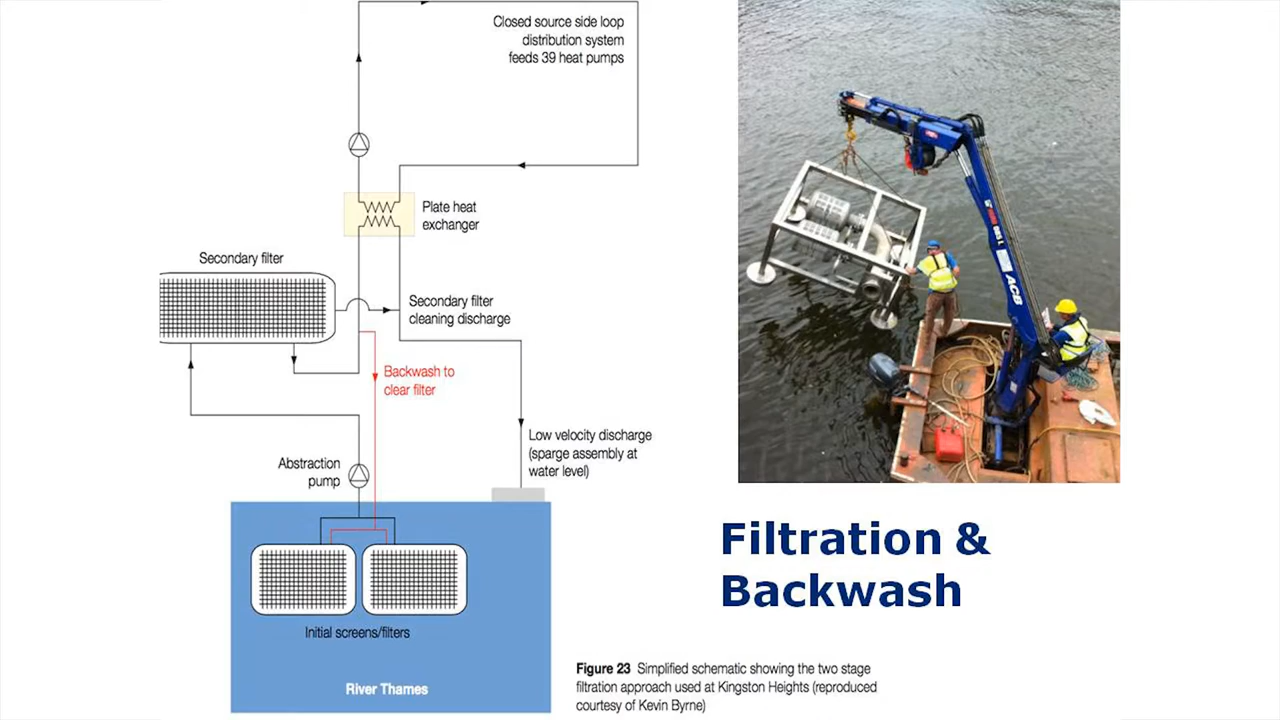 Closed source side loop
distribution system
feeds 39 heat pumps
Plate heat
exchanger
Secondary filter
Secondary filter
cleaning discharge
Backwash to
clear filter
Low velocity discharge
(sparge assembly at
water level)
Abstraction
pump
Initial screens/filters
River Thames
ACB
Filtration &
Backwash
Figure 23 Simplified schematic showing the two stage
filtration approach used at Kingston Heights (reproduced
courtesy of Kevin Byrne)